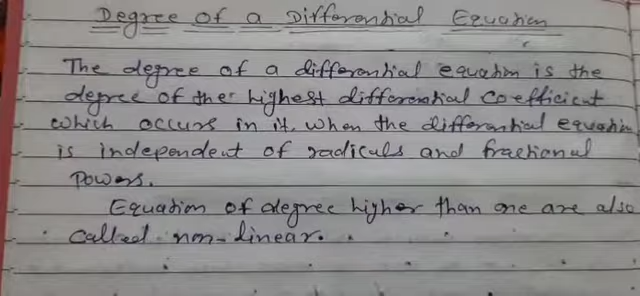 Degree of a Differential Equation
The degree of a differential equation is the
degree of the highest differential coefficient
which occurs in it, when the differential equation
is independent of radicals and fractional
powers.
Equation of degree higher than one are also
called non-linear.